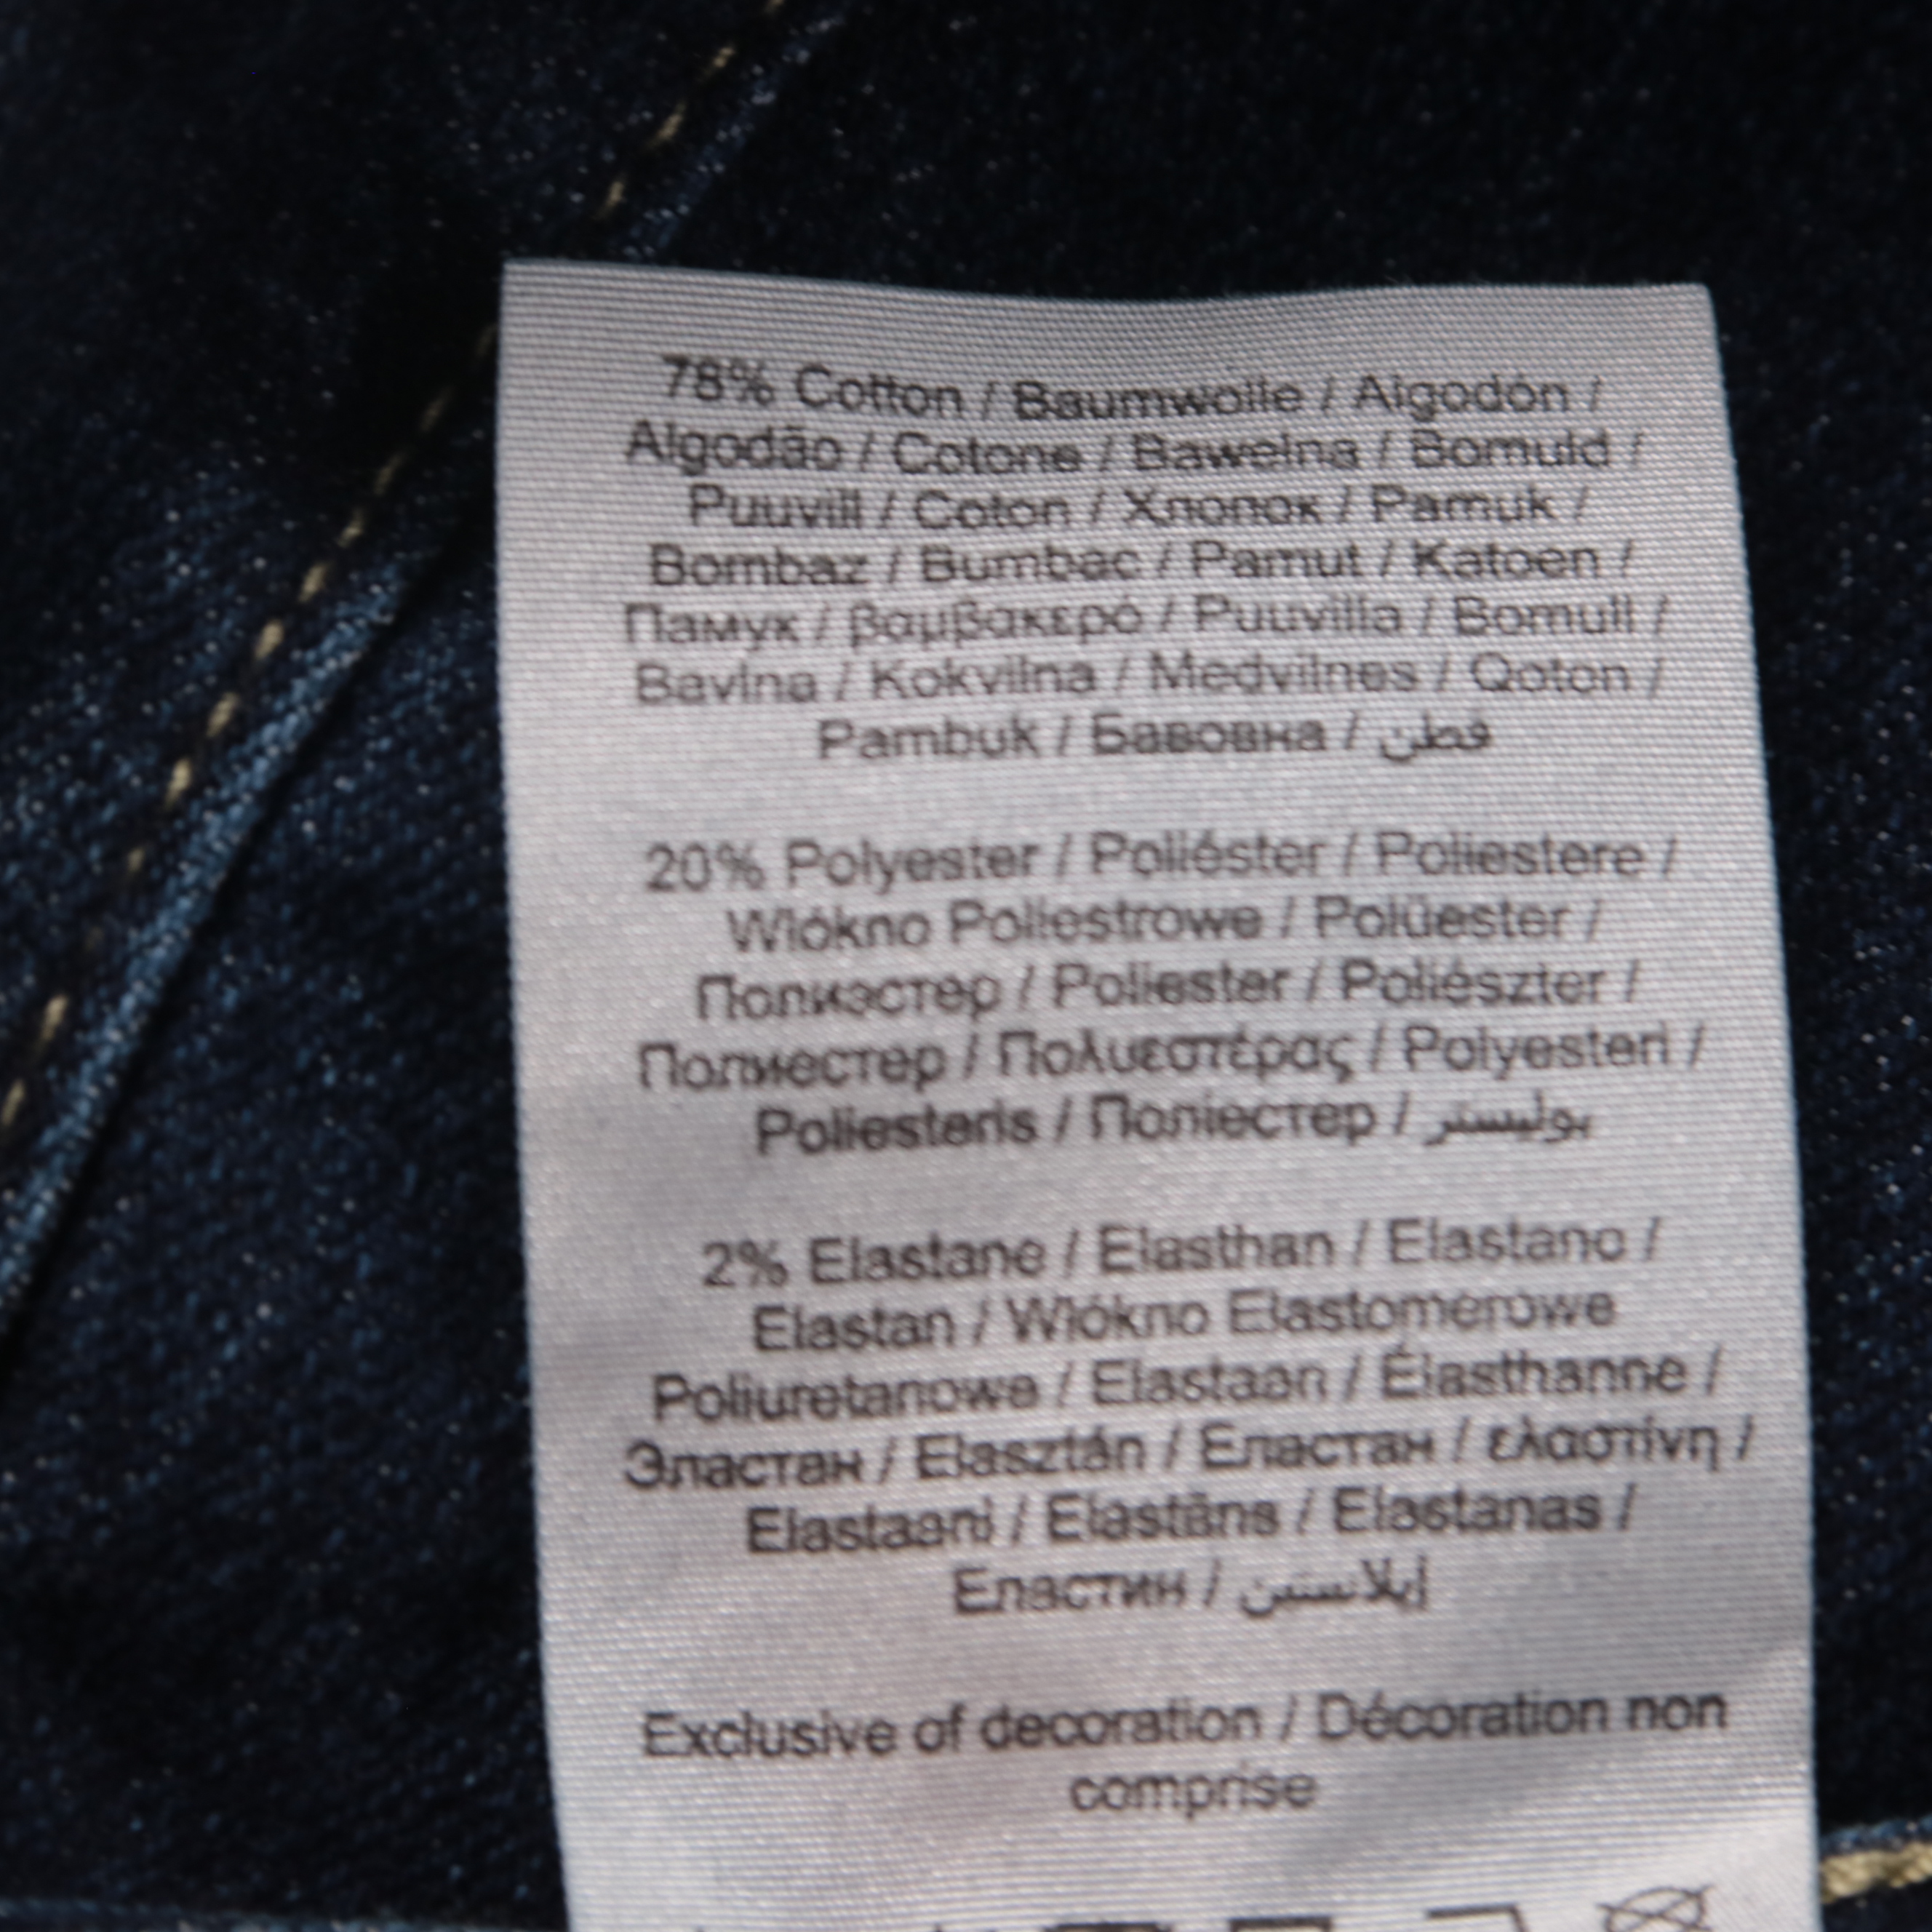 78% Cotton / Baumwolle / Algodón /
Algodão / Cotone / Bawełna / Bomuld /
Puuvill / Coton / Хлопок / Pamuk /
Bombaz / Bumbac / Pamut / Katoen /
Памук / βαμβακερό / Puuvilla / Bomull /
Bavlna / Kokvilna / Medvilnes / Qoton /
Pambuk / Бавовна / قطن
20% Polyester / Poliéster / Poliestere /
Włókno Poliestrowe / Polüester /
Полиэстер / Poliester / Poliészter /
Полиестер / Πολυεστέρας / Polyesteri /
Poliesteris / Поліестер / بوليستر
2% Elastane / Elasthan / Elastano /
Elastan / Włókno Elastomerowe
Poliuretanowe / Elastaan / Élasthanne /
Эластан / Elasztán / Еластан / ελαστίνη /
Elastaani / Elastāns / Elastanas /
Еластин / إيلاستين
Exclusive of decoration / Décoration non
comprise